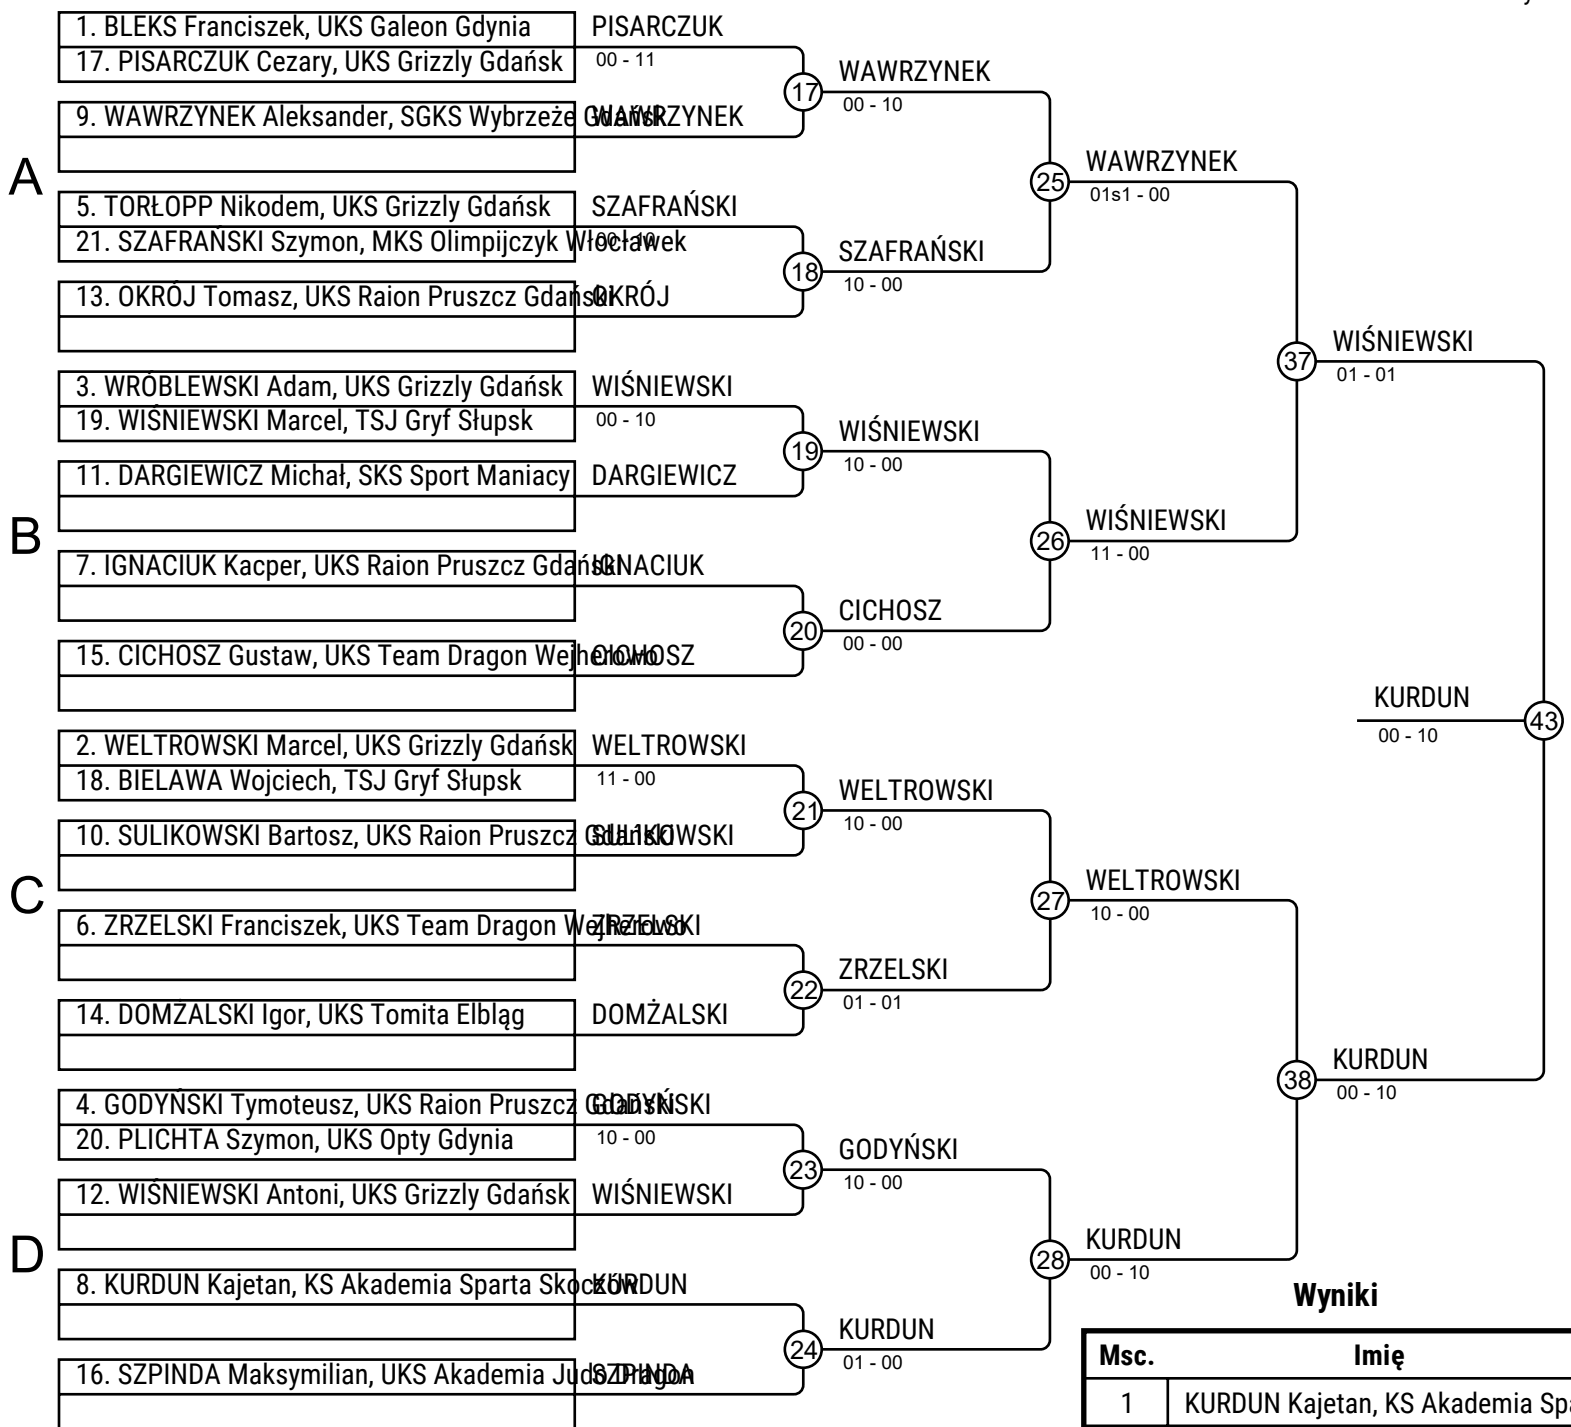 1. BLEKS Franciszek, UKS Galeon Gdynia
17. PISARCZUK Cezary, UKS Grizzly Gdańsk
PISARCZUK
00 - 11
9. WAWRZYNEK Aleksander, SGKS Wybrzeże Gdańsk
WAWRZYNEK
17
WAWRZYNEK
00 - 10
A
5. TORŁOPP Nikodem, UKS Grizzly Gdańsk
21. SZAFRAŃSKI Szymon, MKS Olimpijczyk Włocławek
SZAFRAŃSKI
00 - 10
13. OKRÓJ Tomasz, UKS Raion Pruszcz Gdański
OKRÓJ
18
SZAFRAŃSKI
10 - 00
25
WAWRZYNEK
01s1 - 00
3. WRÓBLEWSKI Adam, UKS Grizzly Gdańsk
19. WIŚNIEWSKI Marcel, TSJ Gryf Słupsk
WIŚNIEWSKI
00 - 10
11. DARGIEWICZ Michał, SKS Sport Maniacy
DARGIEWICZ
19
WIŚNIEWSKI
10 - 00
B
7. IGNACIUK Kacper, UKS Raion Pruszcz Gdański
IGNACIUK
15. CICHOSZ Gustaw, UKS Team Dragon Wejherowo
CICHOSZ
20
CICHOSZ
00 - 00
26
WIŚNIEWSKI
11 - 00
37
WIŚNIEWSKI
01 - 01
2. WELTROWSKI Marcel, UKS Grizzly Gdańsk
18. BIELAWA Wojciech, TSJ Gryf Słupsk
WELTROWSKI
11 - 00
10. SULIKOWSKI Bartosz, UKS Raion Pruszcz Gdański
SULIKOWSKI
21
WELTROWSKI
10 - 00
C
6. ZRZELSKI Franciszek, UKS Team Dragon Wejherowo
ZRZELSKI
14. DOMŻALSKI Igor, UKS Tomita Elbląg
DOMŻALSKI
22
ZRZELSKI
01 - 01
27
WELTROWSKI
10 - 00
4. GODYŃSKI Tymoteusz, UKS Raion Pruszcz Gdański
20. PLICHTA Szymon, UKS Opty Gdynia
GODYŃSKI
10 - 00
12. WIŚNIEWSKI Antoni, UKS Grizzly Gdańsk
WIŚNIEWSKI
23
GODYŃSKI
10 - 00
D
8. KURDUN Kajetan, KS Akademia Sparta Skoczów
KURDUN
16. SZPINDA Maksymilian, UKS Akademia Judo Dragon
SZPINDA
24
KURDUN
01 - 00
28
KURDUN
00 - 10
38
KURDUN
00 - 10
KURDUN
00 - 10
43
Wyniki
Msc. Imię
1 KURDUN Kajetan, KS Akademia Spa